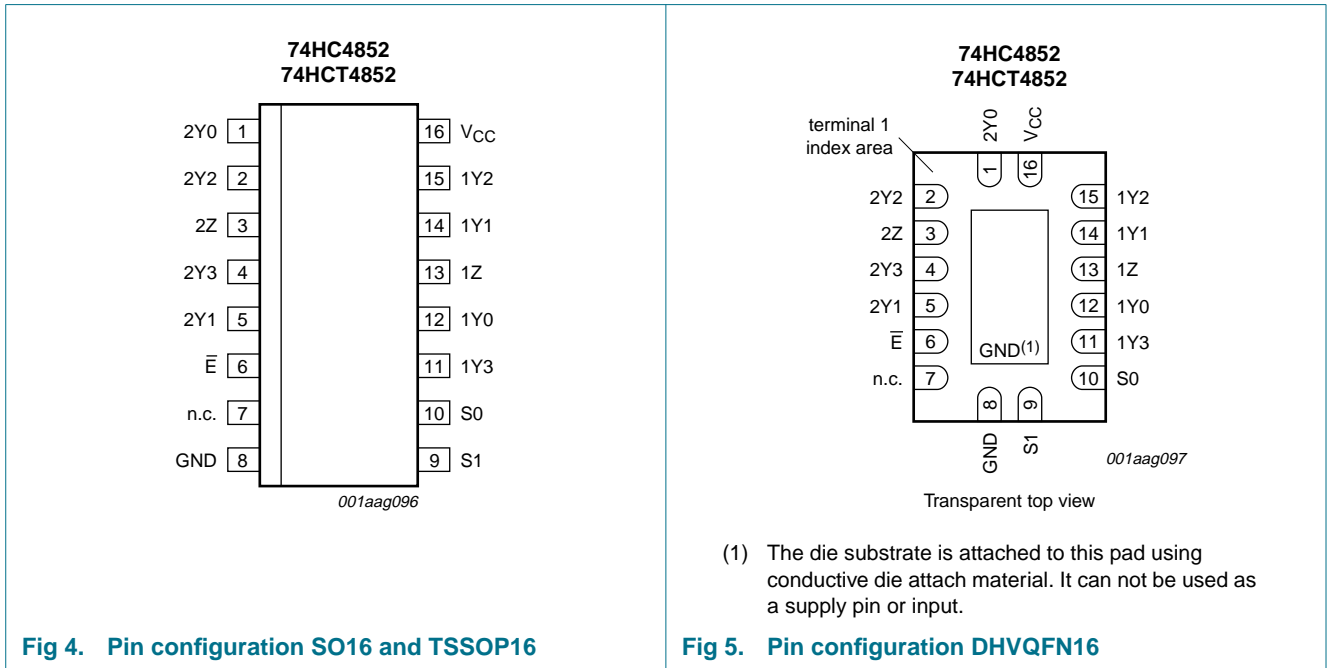 74HC4852
74HCT4852
2Y0 1
16 VCC
2Y2 2
15 1Y2
2Z 3
14 1Y1
2Y3 4
13 1Z
2Y1 5
12 1Y0
E̅ 6
11 1Y3
n.c. 7
10 S0
GND 8
9 S1
001aag096
Fig 4. Pin configuration SO16 and TSSOP16
74HC4852
74HCT4852
terminal 1
index area
2Y0
VCC
1
16
2Y2 2
15 1Y2
2Z 3
14 1Y1
2Y3 4
13 1Z
2Y1 5
12 1Y0
E̅ 6
11 1Y3
GND(1)
n.c. 7
10 S0
8
9
GND
S1
001aag097
Transparent top view
(1) The die substrate is attached to this pad using
conductive die attach material. It can not be used as
a supply pin or input.
Fig 5. Pin configuration DHVQFN16